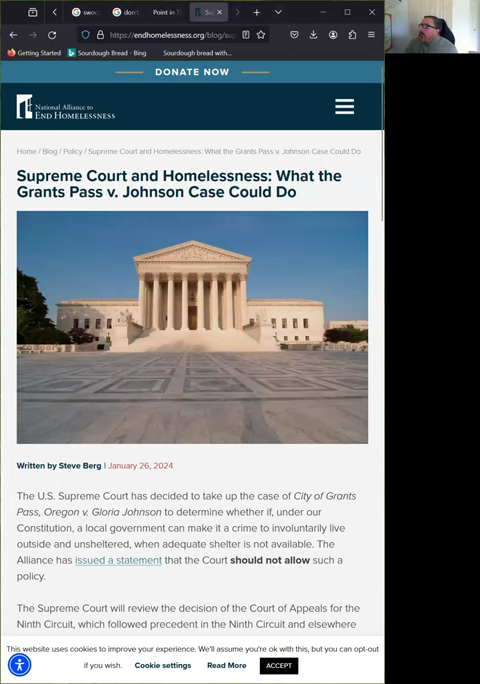 swor
don't
Point in Ti
Su
https://endhomelessness.org/blog/sup
Getting Started
Sourdough Bread - Bing
Sourdough bread with...
DONATE NOW
National Alliance to
END HOMELESSNESS
Home / Blog / Policy / Supreme Court and Homelessness: What the Grants Pass v. Johnson Case Could Do
Supreme Court and Homelessness: What the
Grants Pass v. Johnson Case Could Do
Written by Steve Berg | January 26, 2024
The U.S. Supreme Court has decided to take up the case of City of Grants
Pass, Oregon v. Gloria Johnson to determine whether if, under our
Constitution, a local government can make it a crime to involuntarily live
outside and unsheltered, when adequate shelter is not available. The
Alliance has issued a statement that the Court should not allow such a
policy.
The Supreme Court will review the decision of the Court of Appeals for the
Ninth Circuit, which followed precedent in the Ninth Circuit and elsewhere
This website uses cookies to improve your experience. We'll assume you're ok with this, but you can opt-out
if you wish. Cookie settings Read More ACCEPT